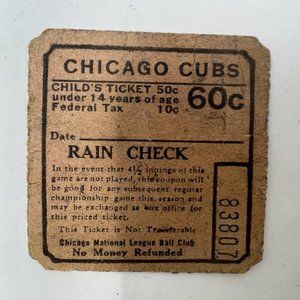 CHICAGO CUBS
CHILD'S TICKET 50c
under 14 years of age
Federal Tax 10c
60c
Date
RAIN CHECK
In the event that 4½ innings of this
game are not played, this coupon will
be good for any subsequent regular
championship game this season and
may be exchanged as box office for
this priced ticket.
This Ticket is Not Transferable
Chicago National League Ball Club
No Money Refunded
83807